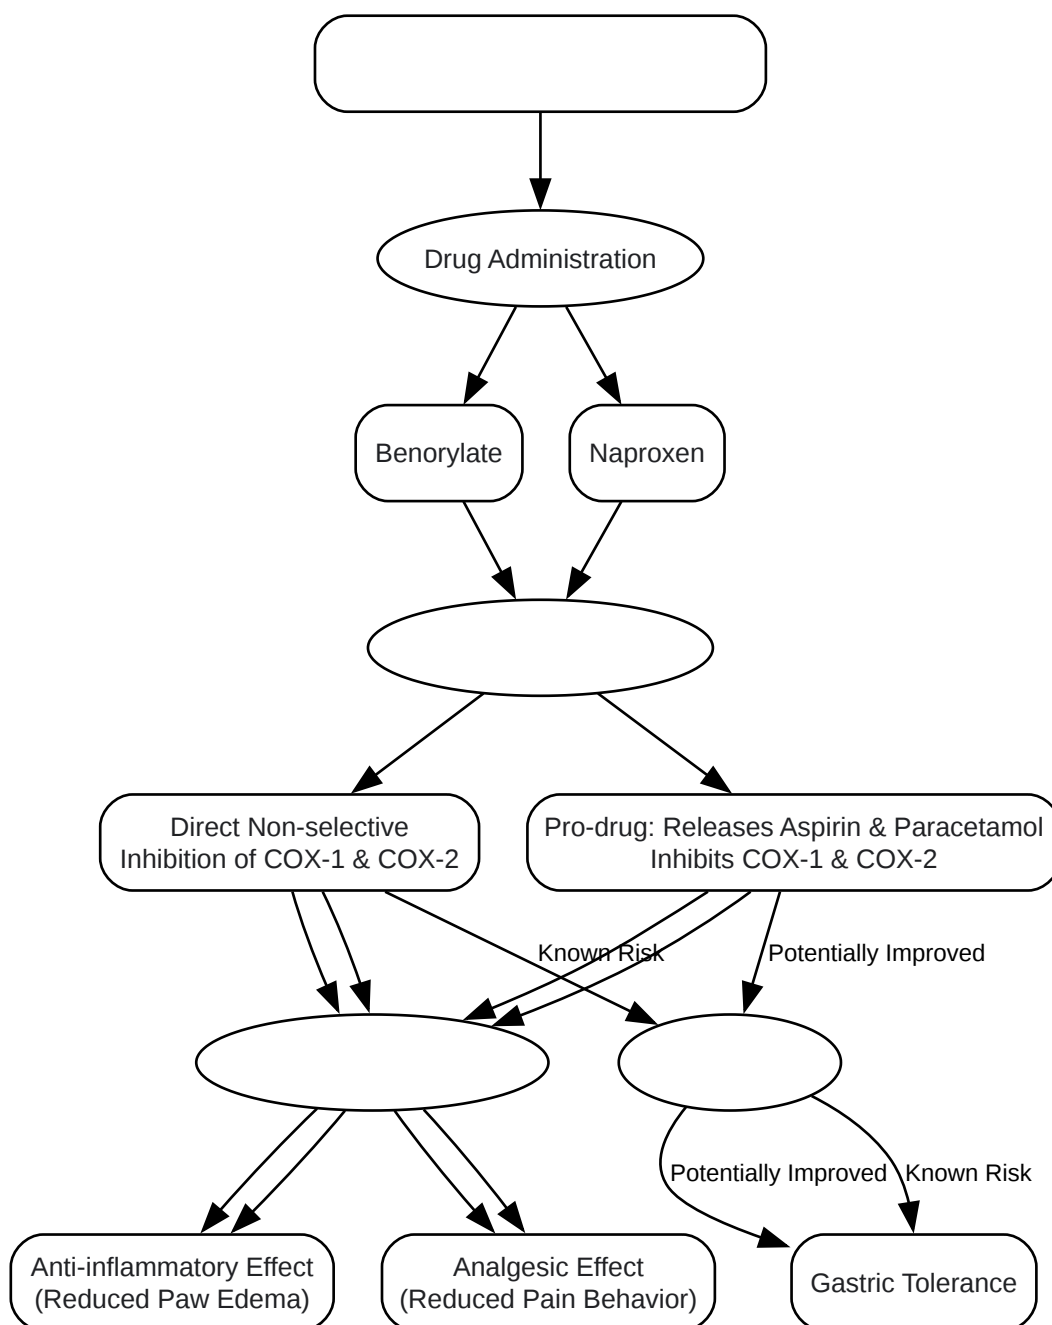 Drug Administration
Benorylate
Naproxen
Direct Non-selective
Inhibition of COX-1 & COX-2
Pro-drug: Releases Aspirin & Paracetamol
Inhibits COX-1 & COX-2
Known Risk
Potentially Improved
Potentially Improved
Known Risk
Anti-inflammatory Effect
(Reduced Paw Edema)
Analgesic Effect
(Reduced Pain Behavior)
Gastric Tolerance